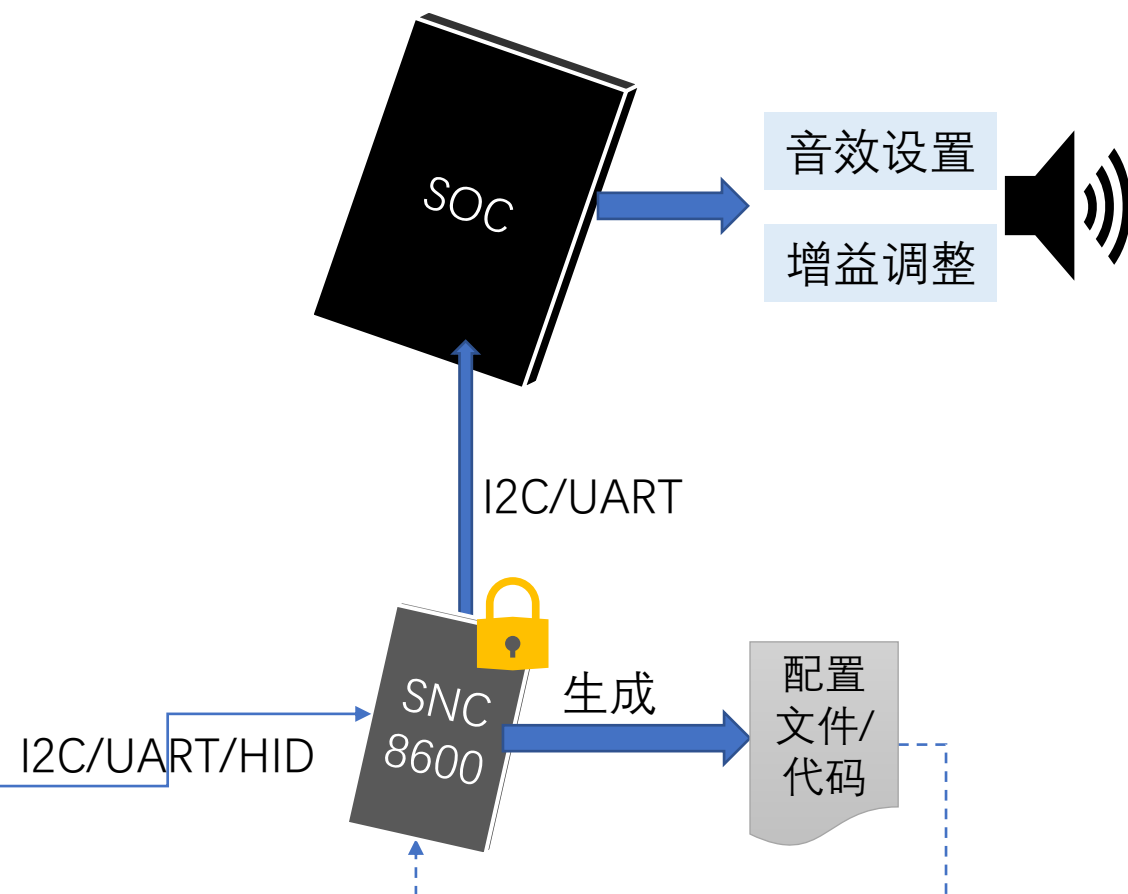 SOC
音效设置
增益调整
I2C/UART
SNC
8600
生成
配置
文件/
代码
I2C/UART/HID